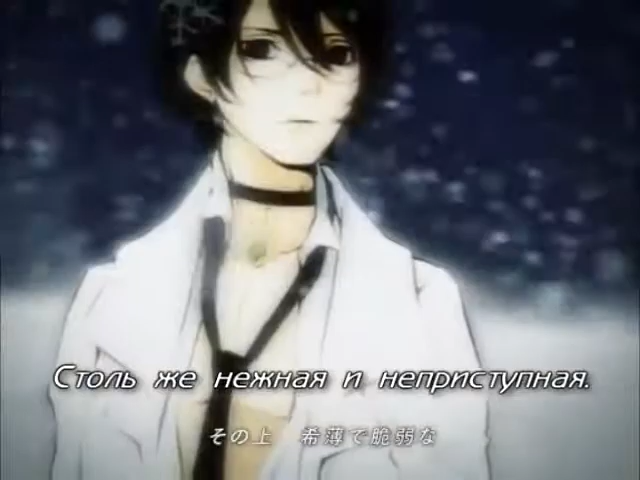 Столь же нежная и неприступная.
その上　希薄で脆弱な